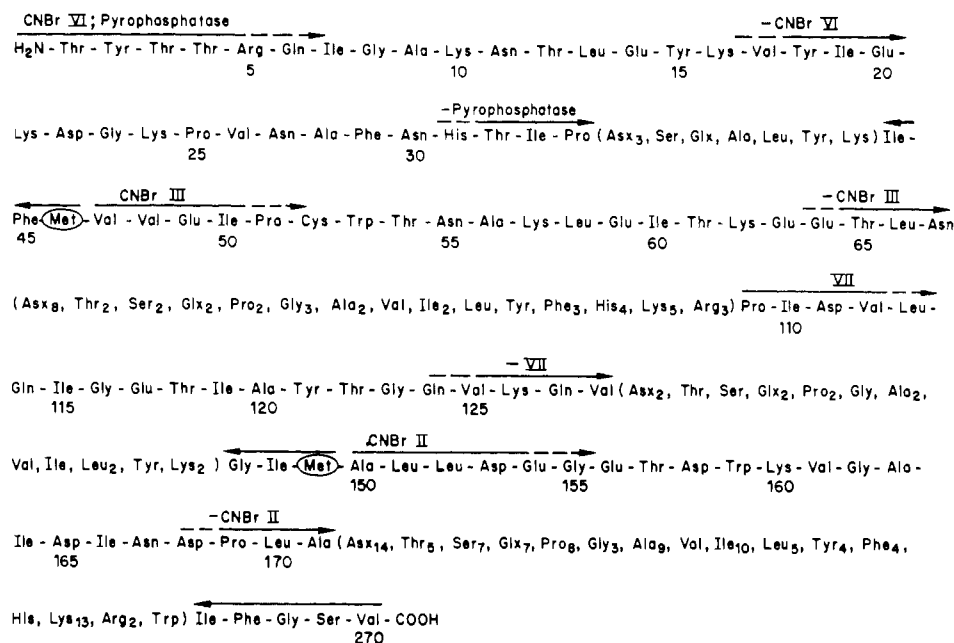 CNBr VI; Pyrophosphatase -CNBr VI
H2N - Thr - Tyr - Thr - Thr - Arg - Gln - Ile - Gly - Ala - Lys - Asn - Thr - Leu - Glu - Tyr - Lys - Val - Tyr - Ile - Glu -
5 10 15 20
-Pyrophosphatase
Lys - Asp - Gly - Lys - Pro - Val - Asn - Ala - Phe - Asn - His - Thr - Ile - Pro (Asx3, Ser, Glx, Ala, Leu, Tyr, Lys) Ile -
25 30
CNBr III -CNBr III
Phe - Met - Val - Val - Glu - Ile - Pro - Cys - Trp - Thr - Asn - Ala - Lys - Leu - Glu - Ile - Thr - Lys - Glu - Glu - Thr - Leu - Asn
45 50 55 60 65
VII
(Asx8, Thr2, Ser2, Glx2, Pro2, Gly3, Ala2, Val, Ile2, Leu, Tyr, Phe3, His4, Lys5, Arg3) Pro - Ile - Asp - Val - Leu -
110
- VII
Gln - Ile - Gly - Glu - Thr - Ile - Ala - Tyr - Thr - Gly - Gln - Val - Lys - Gln - Val (Asx2, Thr, Ser, Glx2, Pro2, Gly, Ala2,
115 120 125
CNBr II
Val, Ile, Leu2, Tyr, Lys2 ) Gly - Ile - Met - Ala - Leu - Leu - Asp - Glu - Gly - Glu - Thr - Asp - Trp - Lys - Val - Gly - Ala -
150 155 160
-CNBr II
Ile - Asp - Ile - Asn - Asp - Pro - Leu - Ala (Asx14, Thr5, Ser7, Glx7, Pro8, Gly3, Ala9, Val, Ile10, Leu5, Tyr4, Phe4,
165 170
His, Lys13, Arg2, Trp) Ile - Phe - Gly - Ser - Val - COOH
270